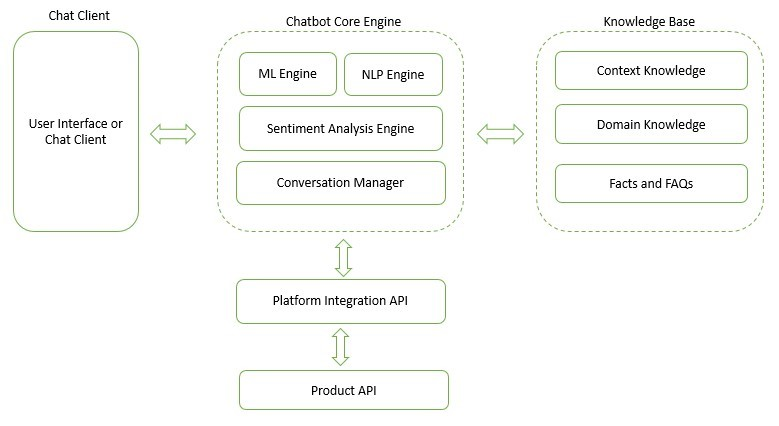 Chat Client
Chatbot Core Engine
Knowledge Base
User Interface or
Chat Client
ML Engine
NLP Engine
Sentiment Analysis Engine
Conversation Manager
Context Knowledge
Domain Knowledge
Facts and FAQs
Platform Integration API
Product API